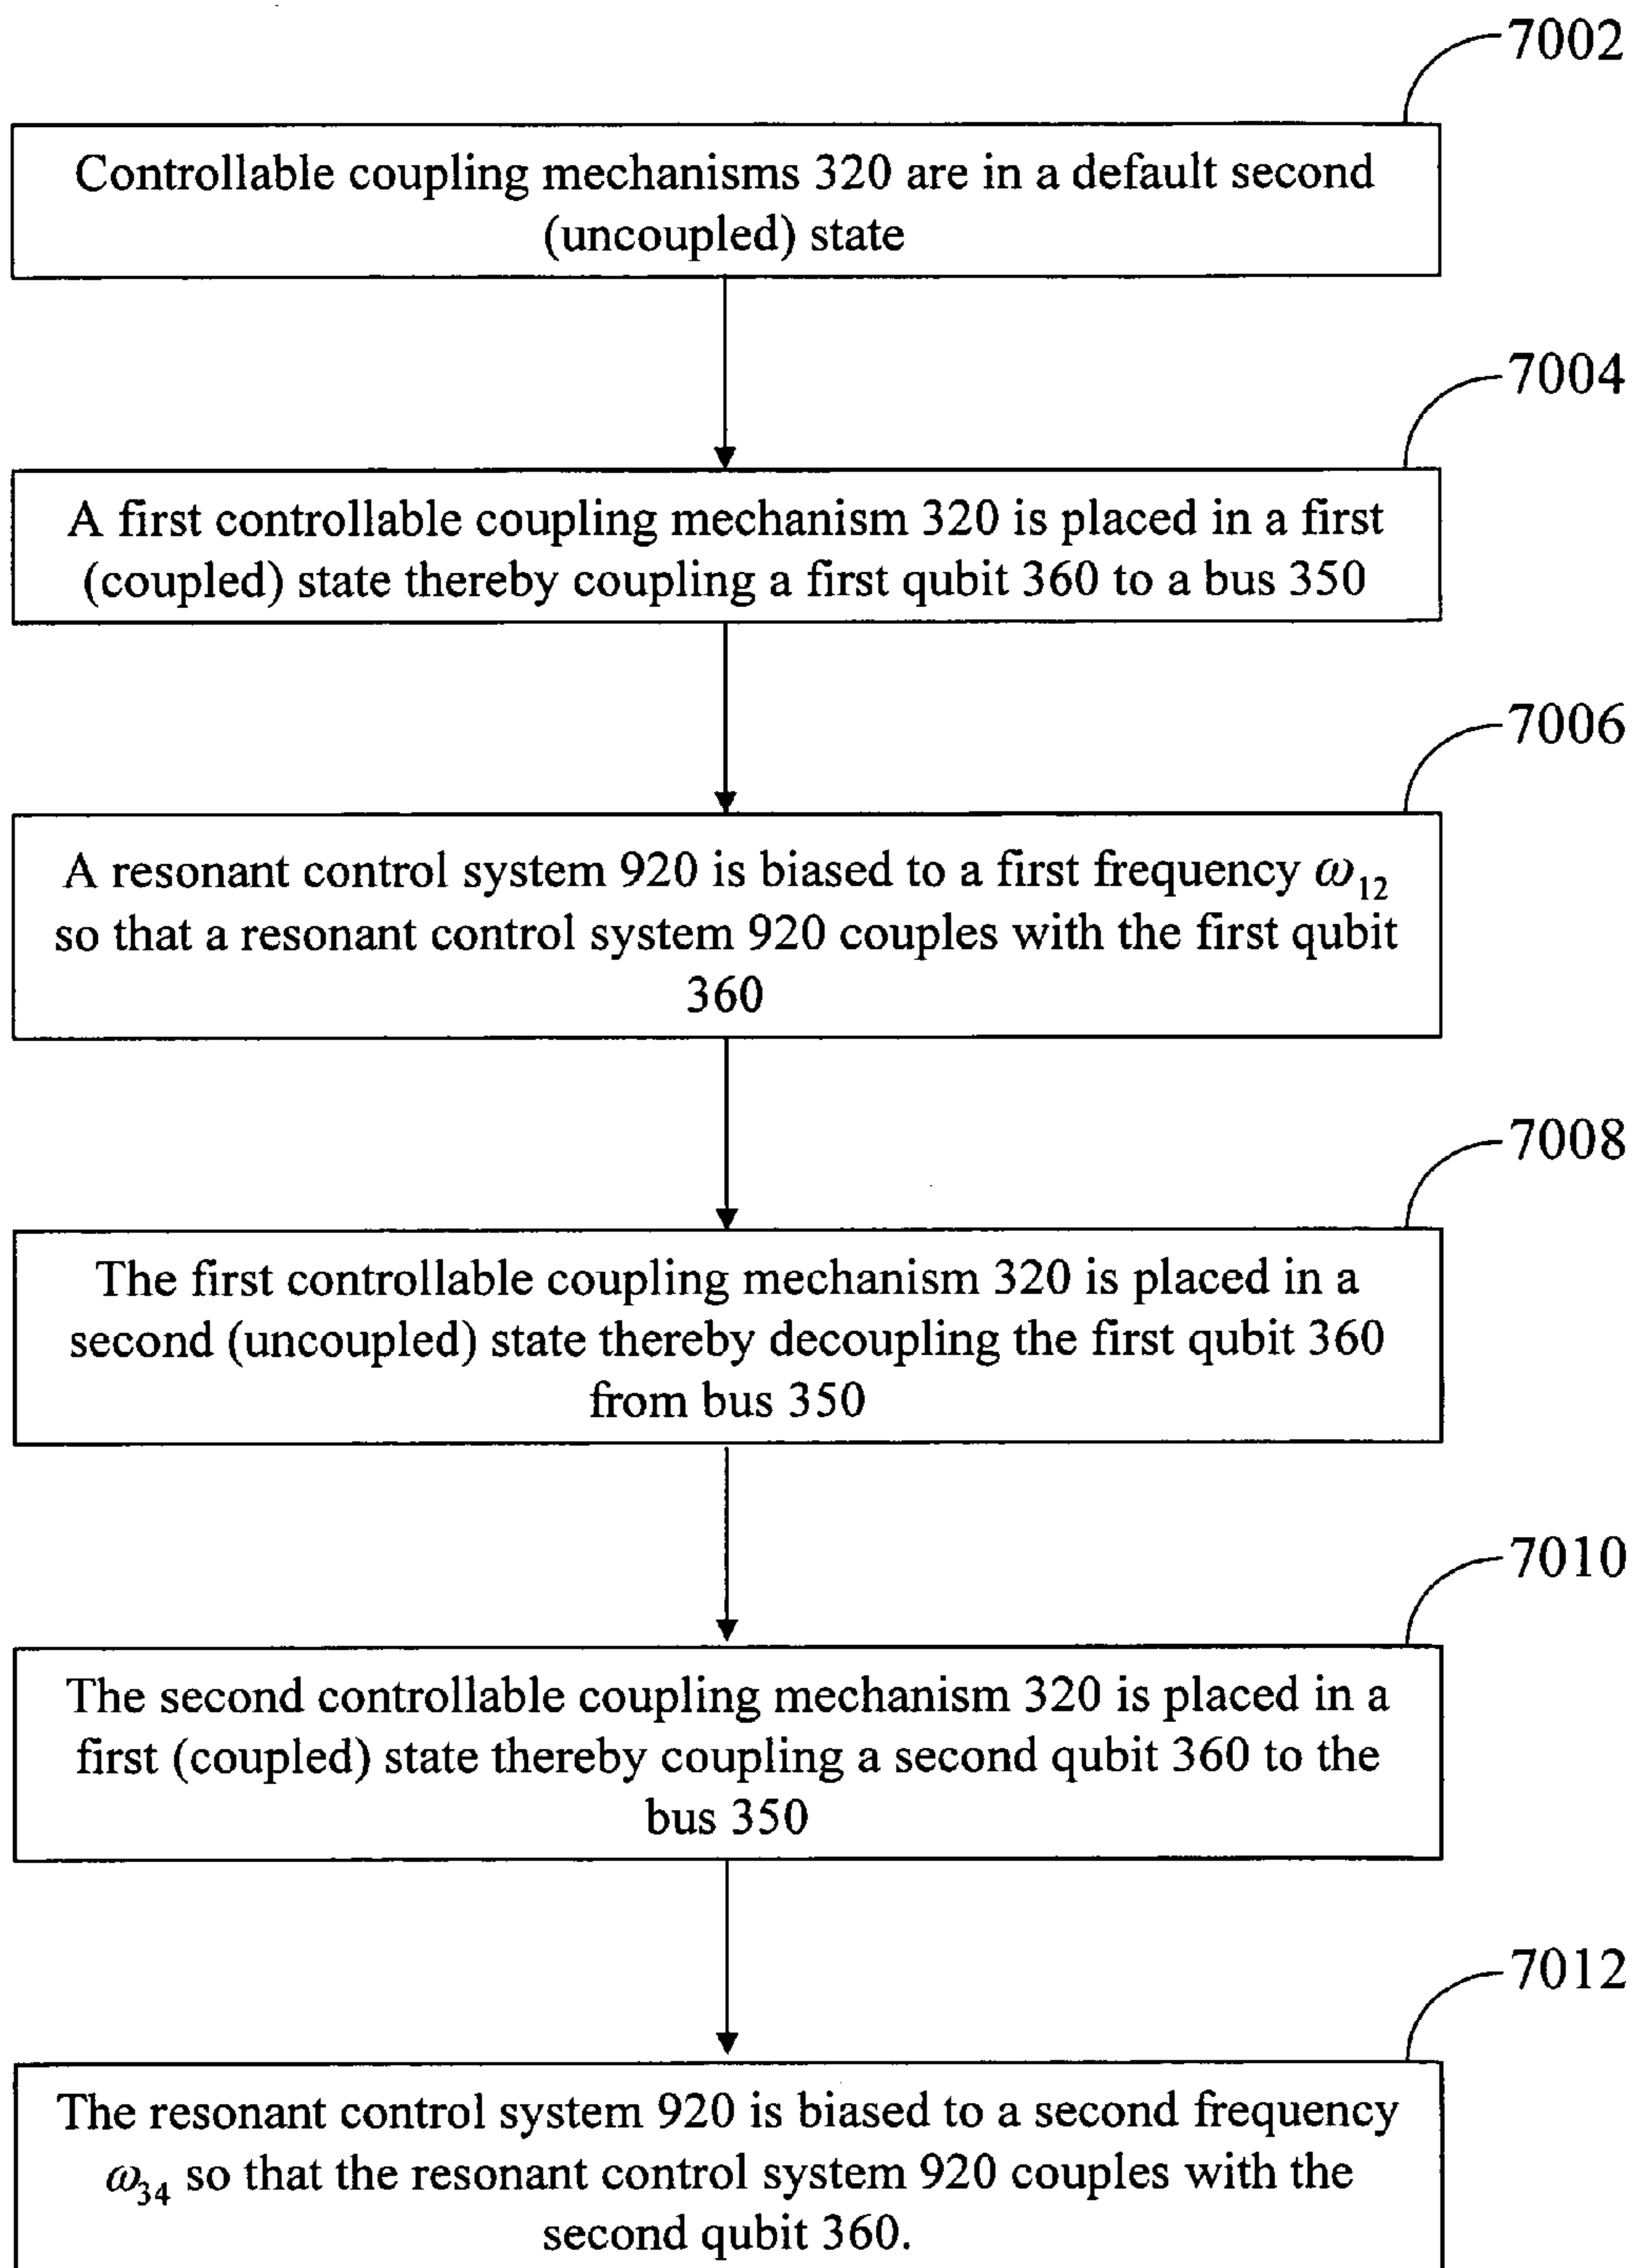 7002
Controllable coupling mechanisms 320 are in a default second
(uncoupled) state
7004
A first controllable coupling mechanism 320 is placed in a first
(coupled) state thereby coupling a first qubit 360 to a bus 350
7006
A resonant control system 920 is biased to a first frequency ω₁₂
so that a resonant control system 920 couples with the first qubit
360
7008
The first controllable coupling mechanism 320 is placed in a
second (uncoupled) state thereby decoupling the first qubit 360
from bus 350
7010
The second controllable coupling mechanism 320 is placed in a
first (coupled) state thereby coupling a second qubit 360 to the
bus 350
7012
The resonant control system 920 is biased to a second frequency
ω₃₄ so that the resonant control system 920 couples with the
second qubit 360.